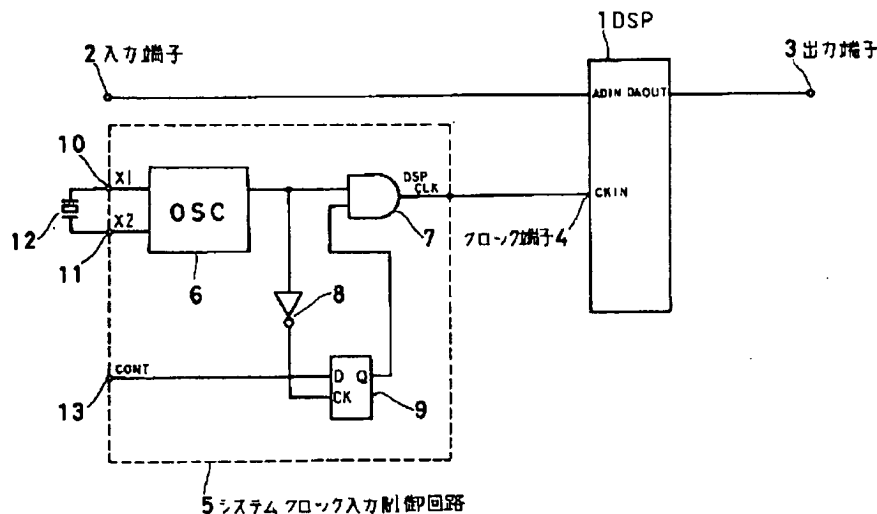 1 DSP
2 入力端子
3 出力端子
ADIN DAOUT
10
X1
OSC
DSP
CLK
CKIN
12
X2
7
クロック端子4
11
6
8
CONT
D Q
CK
13
9
5 システムクロック入力制御回路